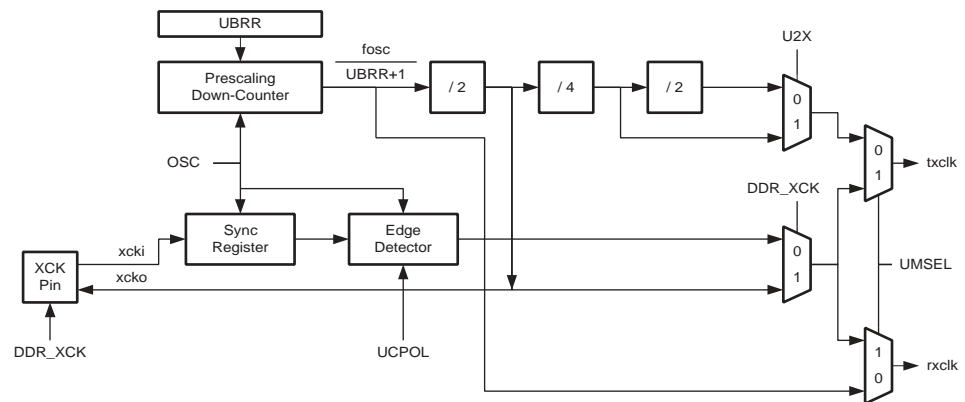 UBRR
fosc
U2X
Prescaling
Down-Counter
UBRR+1
/ 2
/ 4
/ 2
0
1
OSC
0
1
txclk
DDR_XCK
xcki
Sync
Register
Edge
Detector
0
1
UMSEL
XCK
Pin
xcko
DDR_XCK
UCPOL
1
0
rxclk